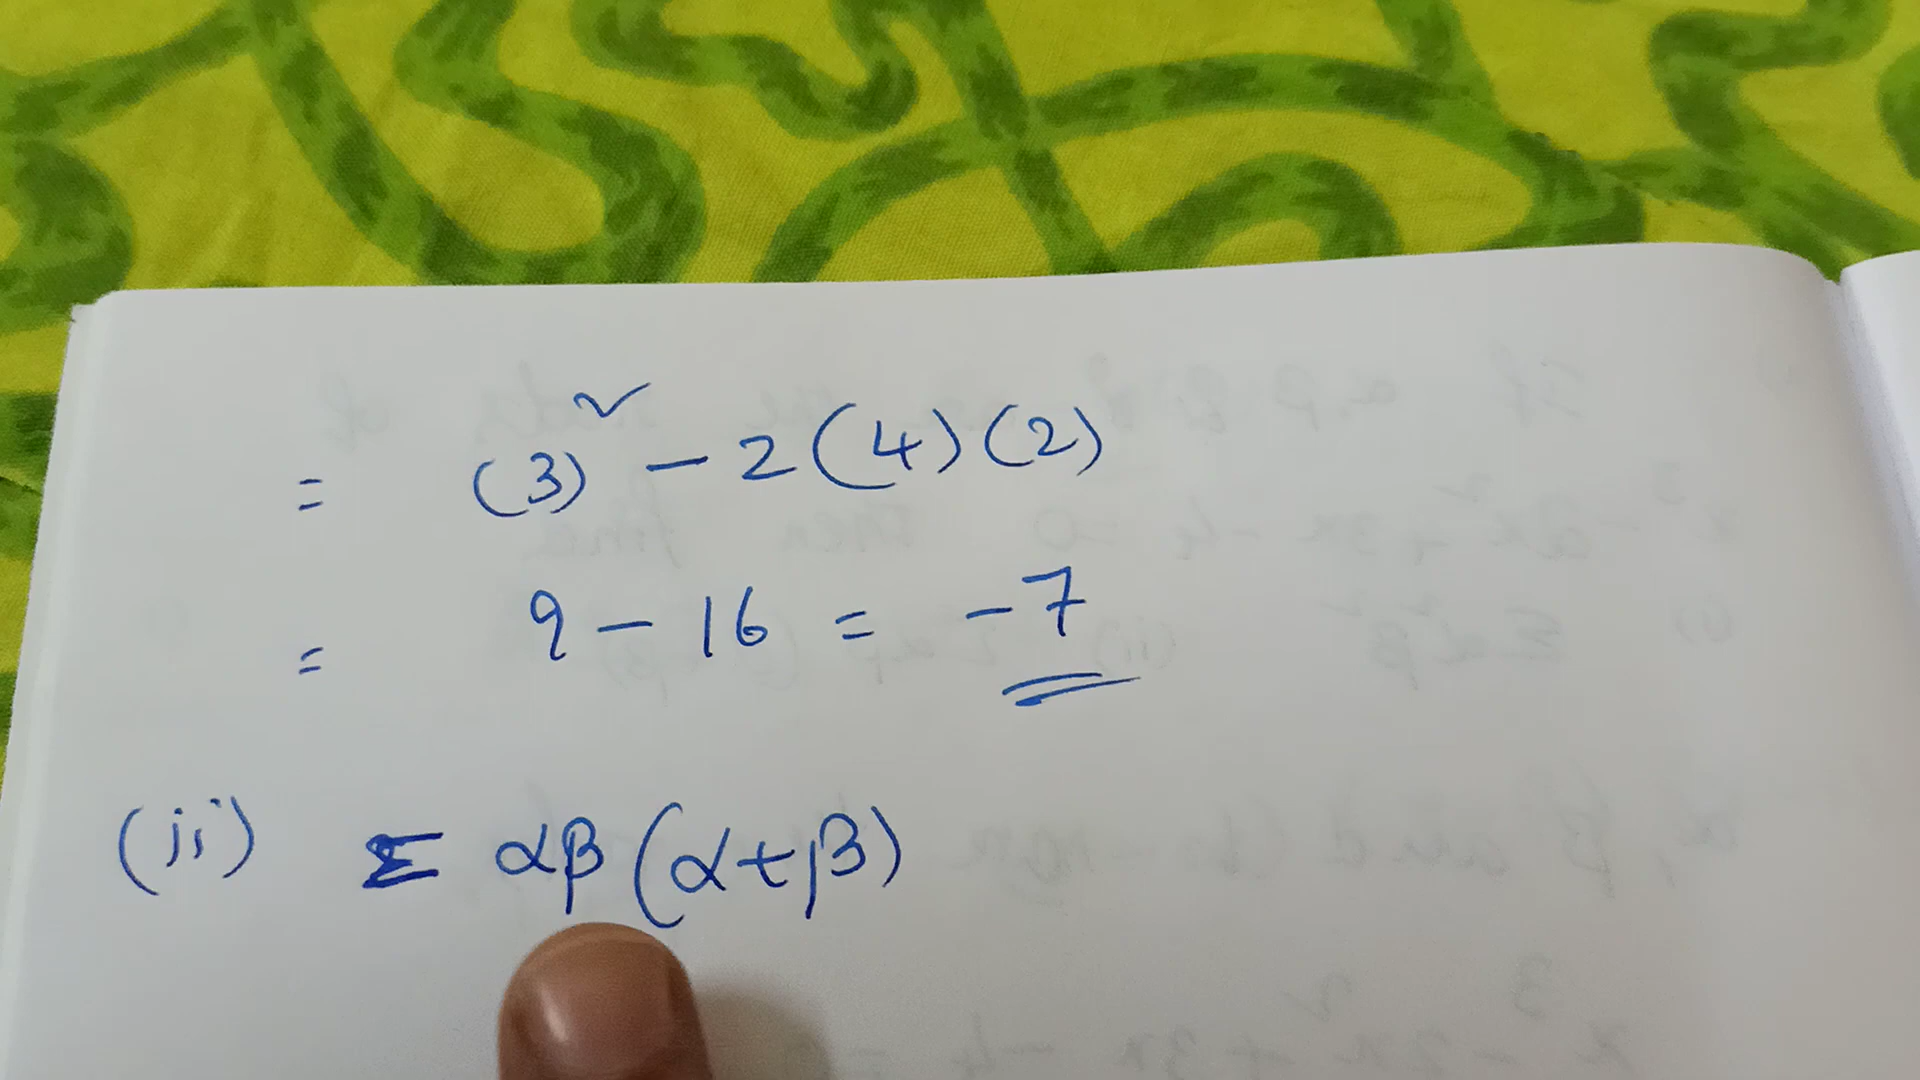 = (3)² - 2(4)(2)
= 9 - 16 = -7
(ii) Σ αβ(α+β)